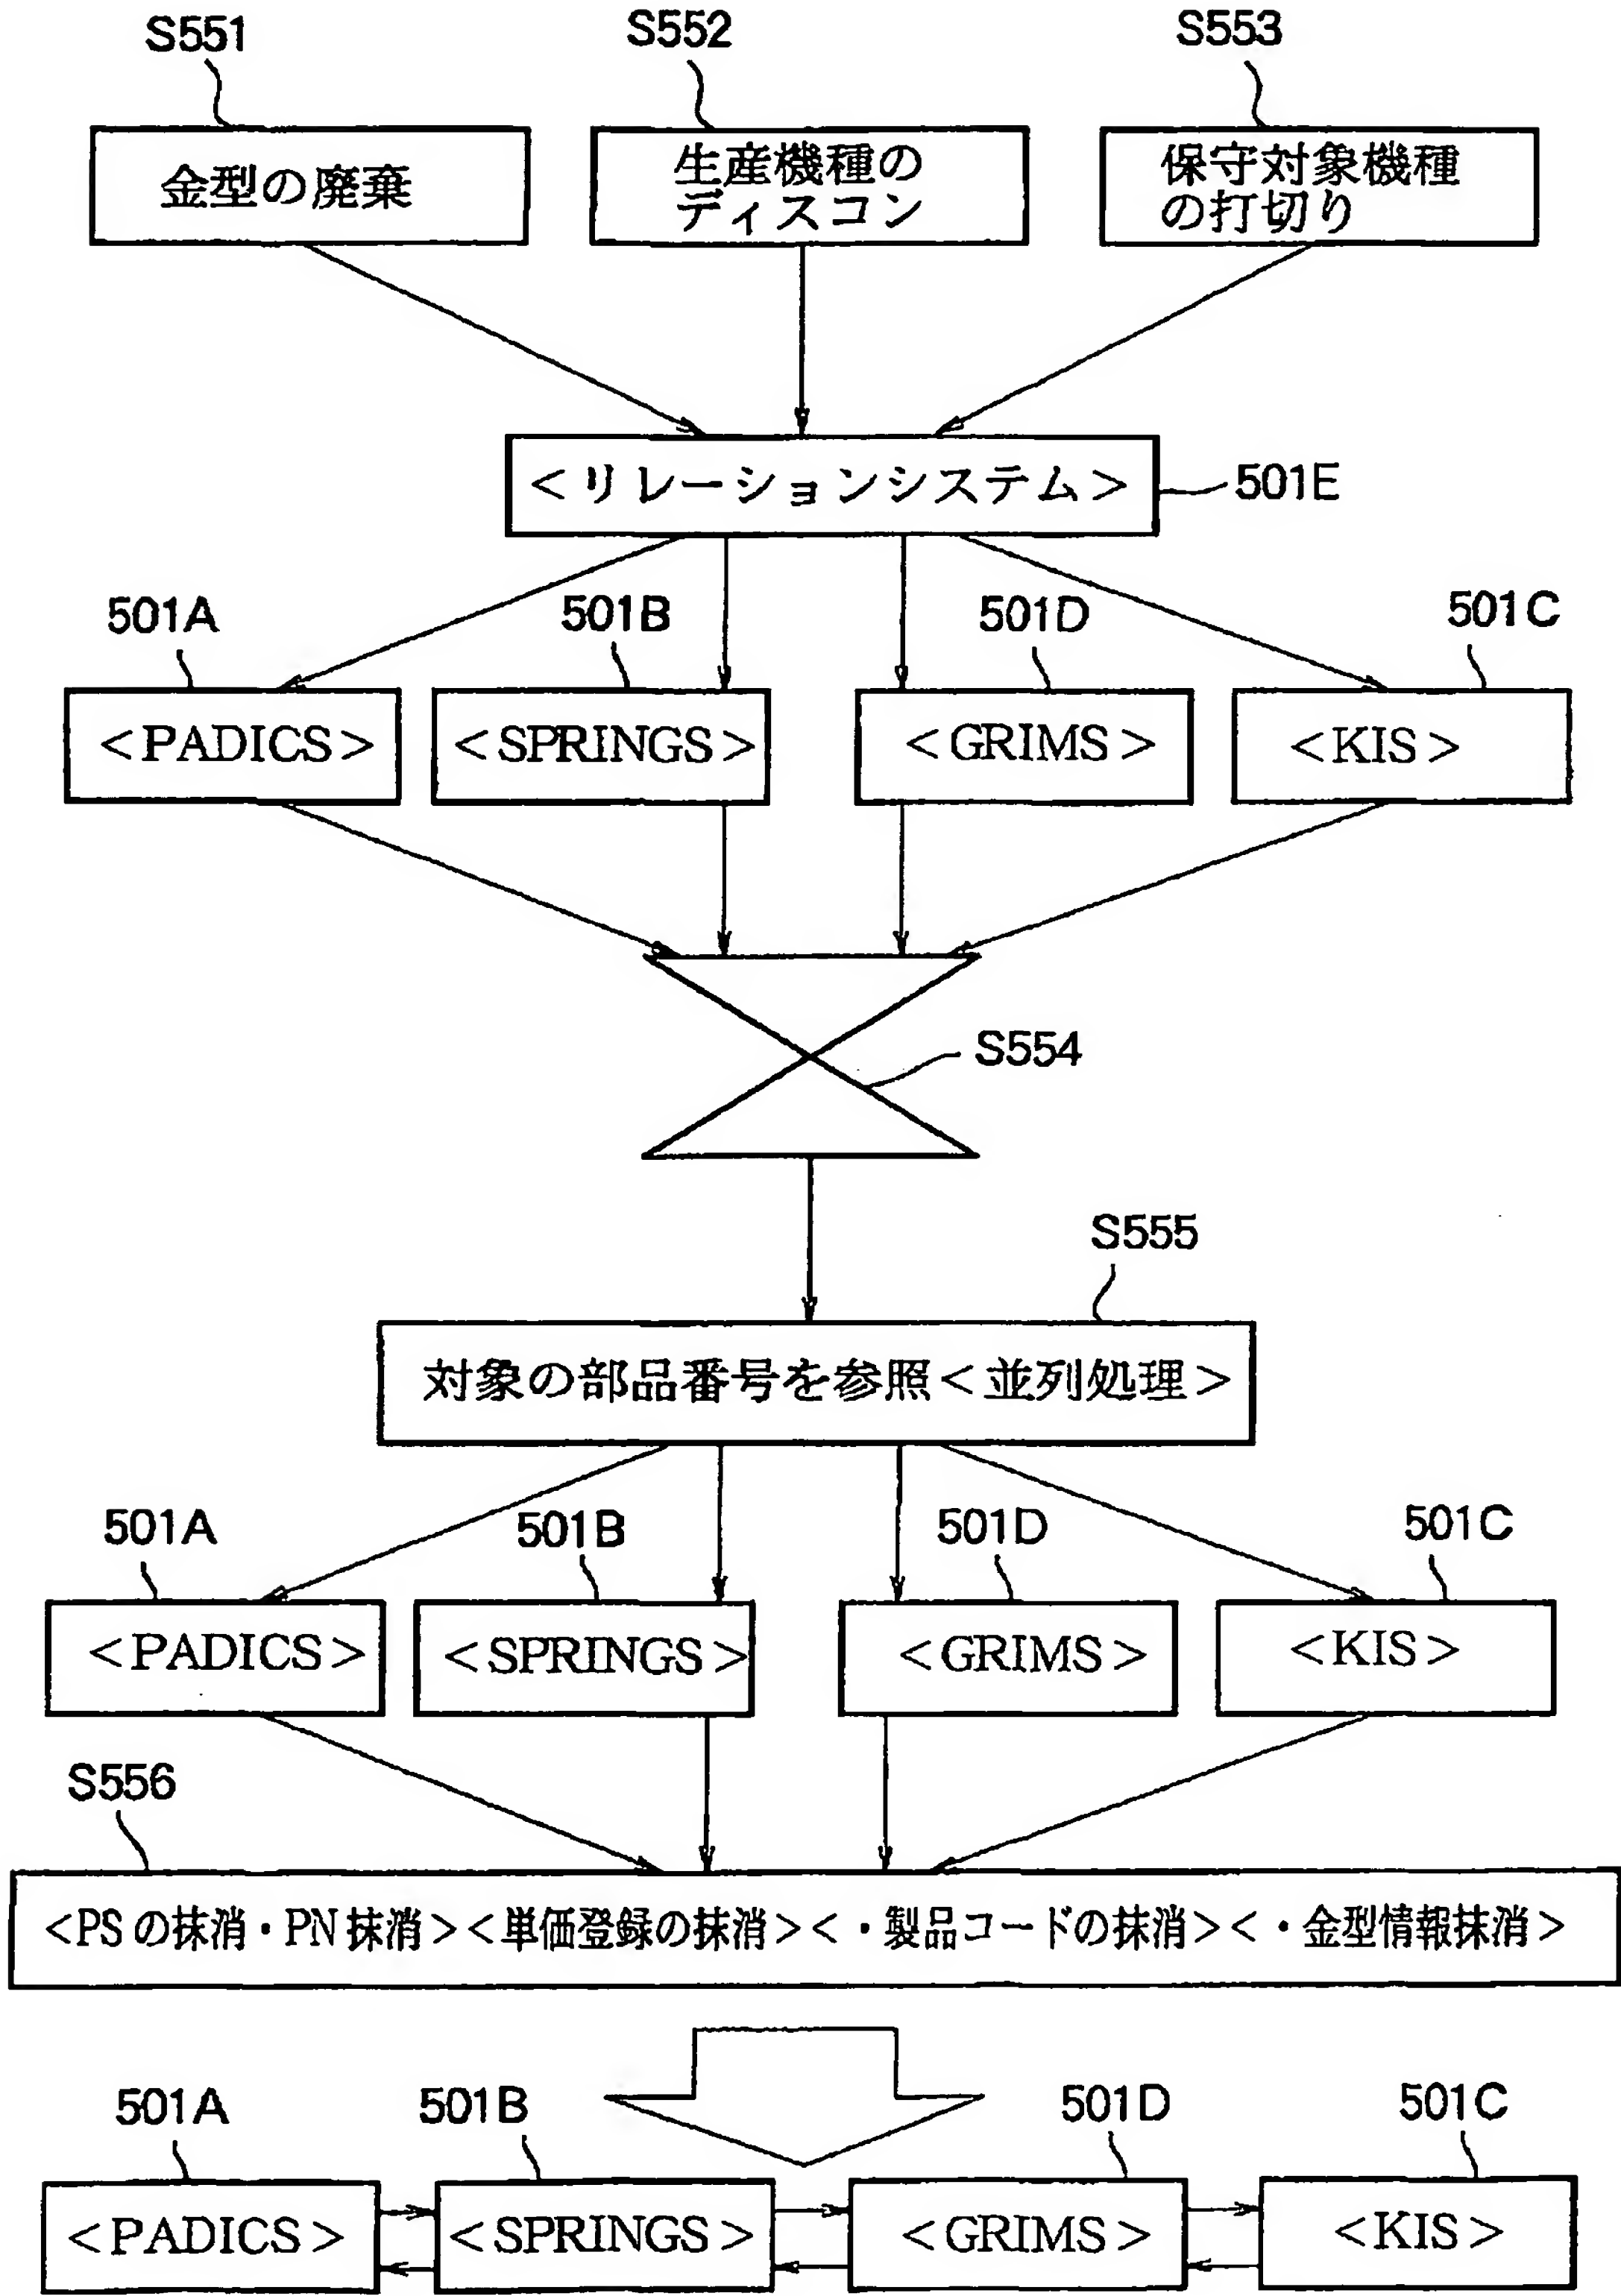 S551
S552
S553
金型の廃棄
生産機種の
ディスコン
保守対象機種
の打切り
<リレーションシステム>
501E
501A
501B
501D
501C
<PADICS>
<SPRINGS>
<GRIMS>
<KIS>
S554
S555
対象の部品番号を参照<並列処理>
501A
501B
501D
501C
<PADICS>
<SPRINGS>
<GRIMS>
<KIS>
S556
<PSの抹消・PN抹消><単価登録の抹消><・製品コードの抹消><・金型情報抹消>
501A
501B
501D
501C
<PADICS>
<SPRINGS>
<GRIMS>
<KIS>